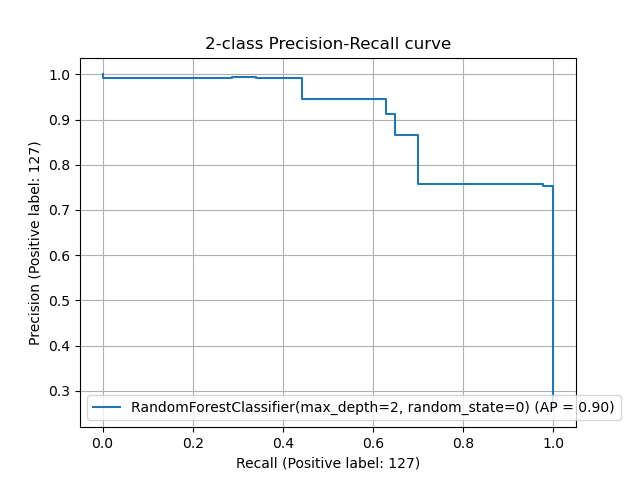 2-class Precision-Recall curve
1.0
0.9
0.8
0.7
0.6
0.5
0.4
0.3
Precision (Positive label: 127)
RandomForestClassifier(max_depth=2, random_state=0) (AP = 0.90)
0.0 0.2 0.4 0.6 0.8 1.0
Recall (Positive label: 127)